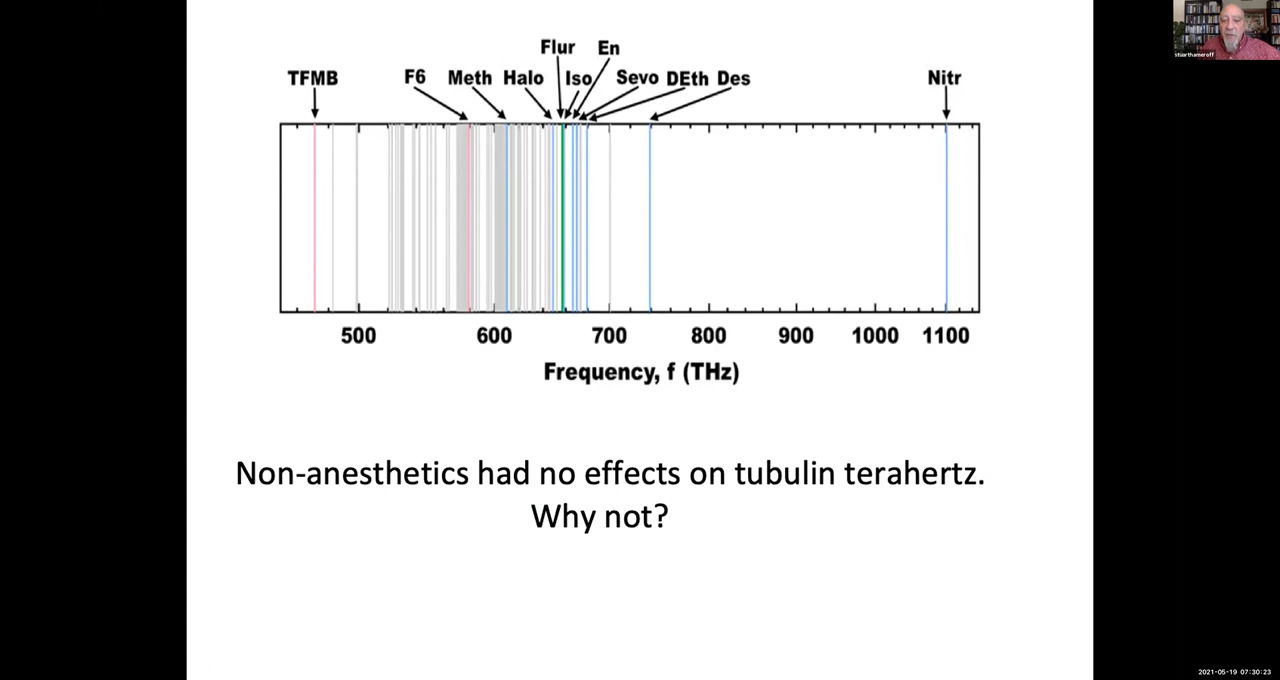 Flur En
TFMB F6 Meth Halo Iso Sevo DEth Des Nitr
500 600 700 800 900 1000 1100
Frequency, f (THz)
Non-anesthetics had no effects on tubulin terahertz.
Why not?
stuarthameroff
2021-05-19 07:30:23